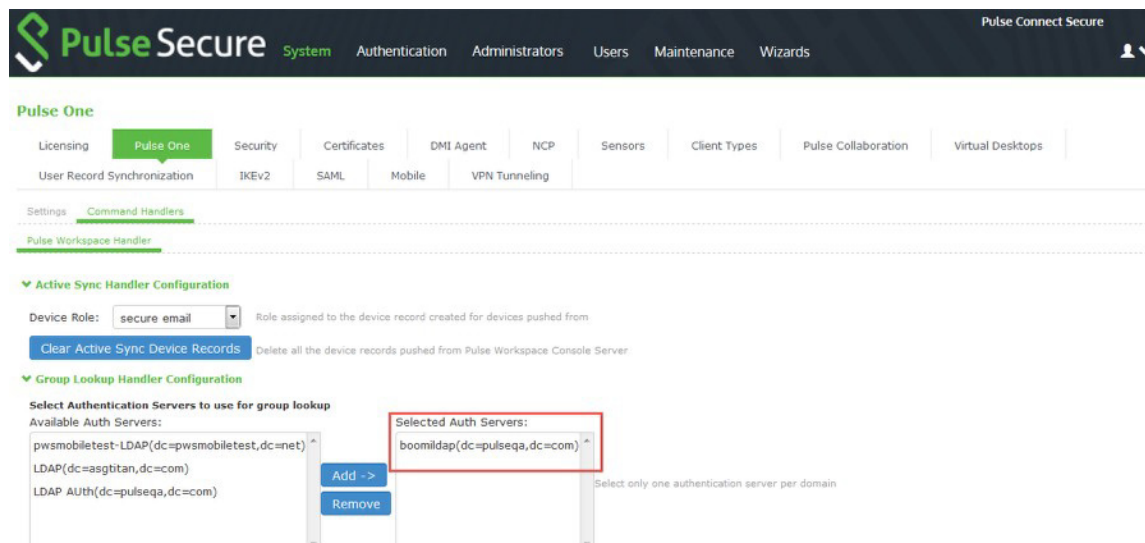 Pulse Connect Secure
Pulse Secure System Authentication Administrators Users Maintenance Wizards
Pulse One
Licensing Pulse One Security Certificates DMI Agent NCP Sensors Client Types Pulse Collaboration Virtual Desktops
User Record Synchronization IKEv2 SAML Mobile VPN Tunneling
Settings Command Handlers
Pulse Workspace Handler
Active Sync Handler Configuration
Device Role: secure email Role assigned to the device record created for devices pushed from
Clear Active Sync Device Records Delete all the device records pushed from Pulse Workspace Console Server
Group Lookup Handler Configuration
Select Authentication Servers to use for group lookup
Available Auth Servers: Selected Auth Servers:
pwsmobiletest-LDAP(dc=pwsmobiletest,dc=net) boomildap(dc=pulseqa,dc=com)
LDAP(dc=asgtitan,dc=com)
Add ->
LDAP AUth(dc=pulseqa,dc=com) Select only one authentication server per domain
Remove